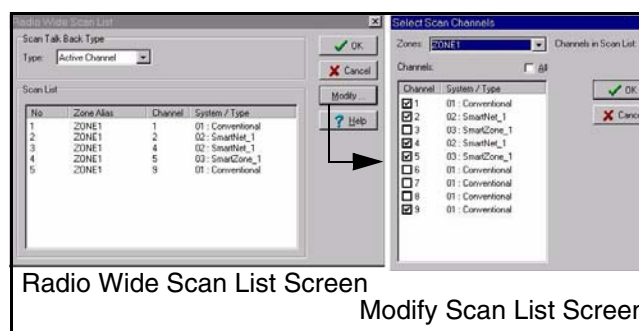 Radio Wide Scan List
Scan Talk Back Type
Type: Active Channel
OK
Cancel
Modify ...
Help
Scan List
No Zone Alias Channel System / Type
1 ZONE1 1 01 : Conventional
2 ZONE1 2 02 : SmartNet_1
3 ZONE1 4 02 : SmartNet_1
4 ZONE1 5 03 : SmartZone_1
5 ZONE1 9 01 : Conventional
Select Scan Channels
Zones: ZONE1 Channels in Scan List:
Channels: All
Channel System / Type
1 01 : Conventional
2 02 : SmartNet_1
3 03 : SmartZone_1
4 02 : SmartNet_1
5 03 : SmartZone_1
6 01 : Conventional
7 01 : Conventional
8 01 : Conventional
9 01 : Conventional
OK
Cance
Radio Wide Scan List Screen
Modify Scan List Screen